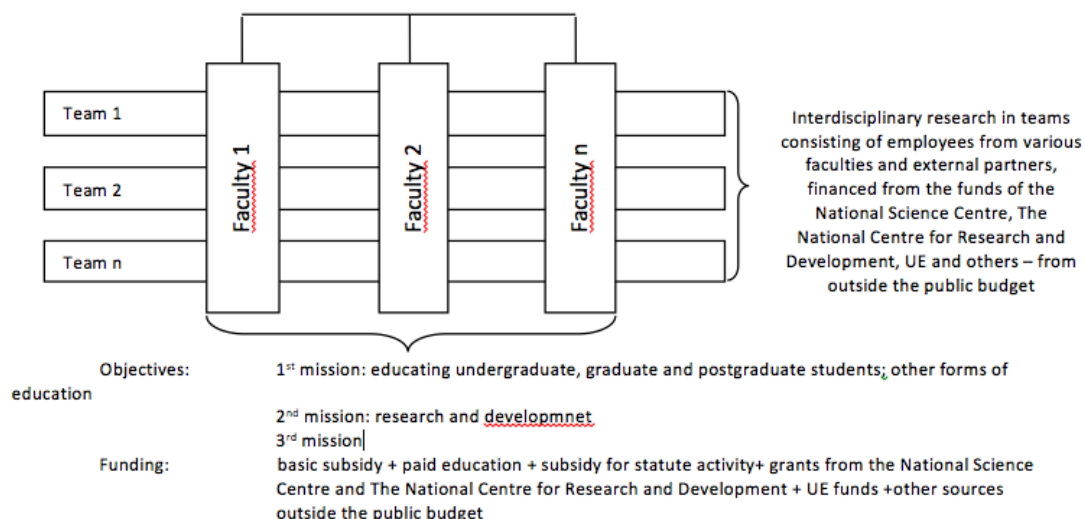 Team 1
Team 2
Team n
Faculty 1
Faculty 2
Faculty n
Interdisciplinary research in teams
consisting of employees from various
faculties and external partners,
financed from the funds of the
National Science Centre, The
National Centre for Research and
Development, UE and others – from
outside the public budget
Objectives: 1st mission: educating undergraduate, graduate and postgraduate students; other forms of
education
2nd mission: research and developmnet
3rd mission
Funding: basic subsidy + paid education + subsidy for statute activity+ grants from the National Science
Centre and The National Centre for Research and Development + UE funds +other sources
outside the public budget